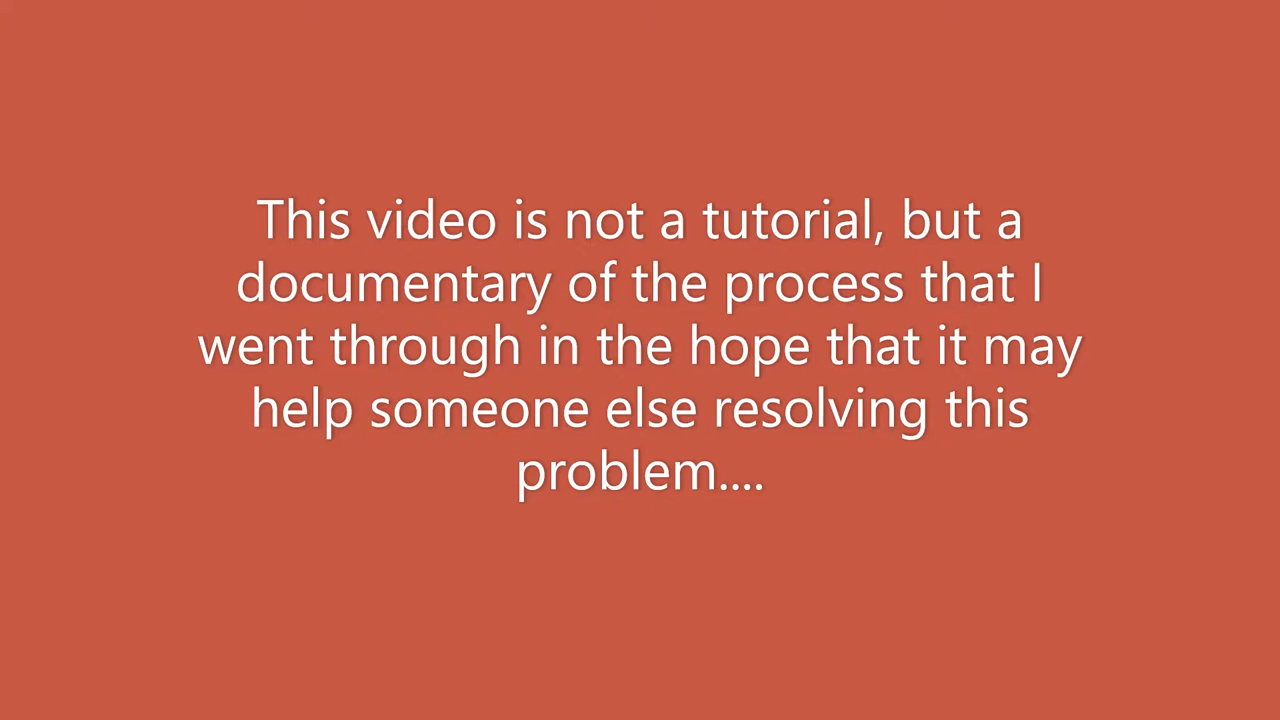 This video is not a tutorial, but a
documentary of the process that I
went through in the hope that it may
help someone else resolving this
problem....